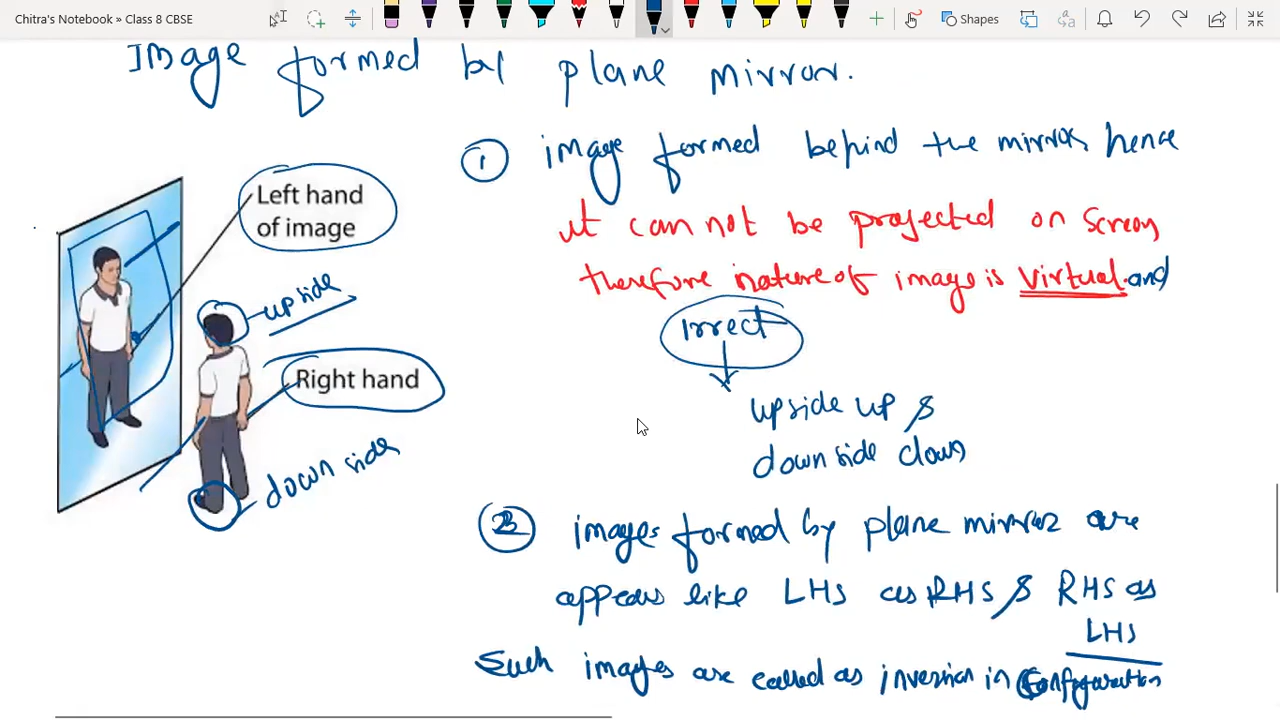 Chitra's Notebook » Class 8 CBSE
Shapes
Image formed by plane mirror.
1 image formed behind the mirror, hence
it can not be projected on screen,
therefore nature of image is virtual. and
Irrect
upside up &
down side down
2 images formed by plane mirror are
appears like LHS as RHS & RHS as
LHS
Such images are called as inversion in Configuration
Left hand
of image
up side
Right hand
down side